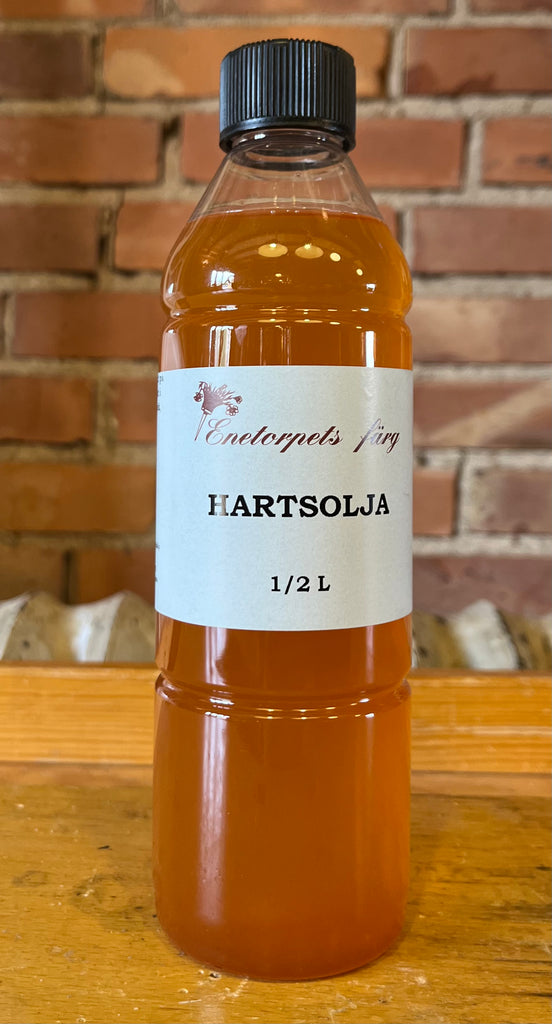 Enetorpets färg
HARTSOLJA
1/2 L